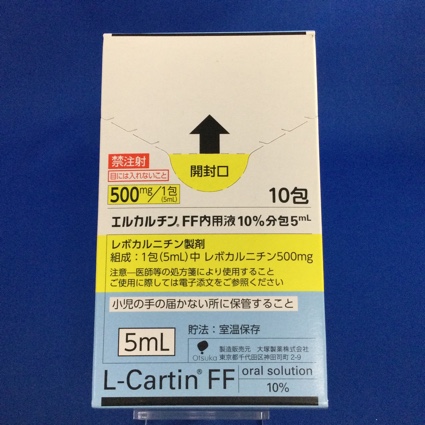 開封口
禁注射
目には入れないこと
500mg/1包
(5mL)
10包
エルカルチン®FF内用液10%分包5mL
レボカルニチン製剤
組成:1包(5mL)中 レボカルニチン500mg
注意—医師等の処方箋により使用すること
ご使用に際しては電子添文をご参照ください
小児の手の届かない所に保管すること
貯法:室温保存
5mL
Otsuka
製造販売元 大塚製薬株式会社
東京都千代田区神田司町2-9
L-Cartin® FF
oral solution
10%